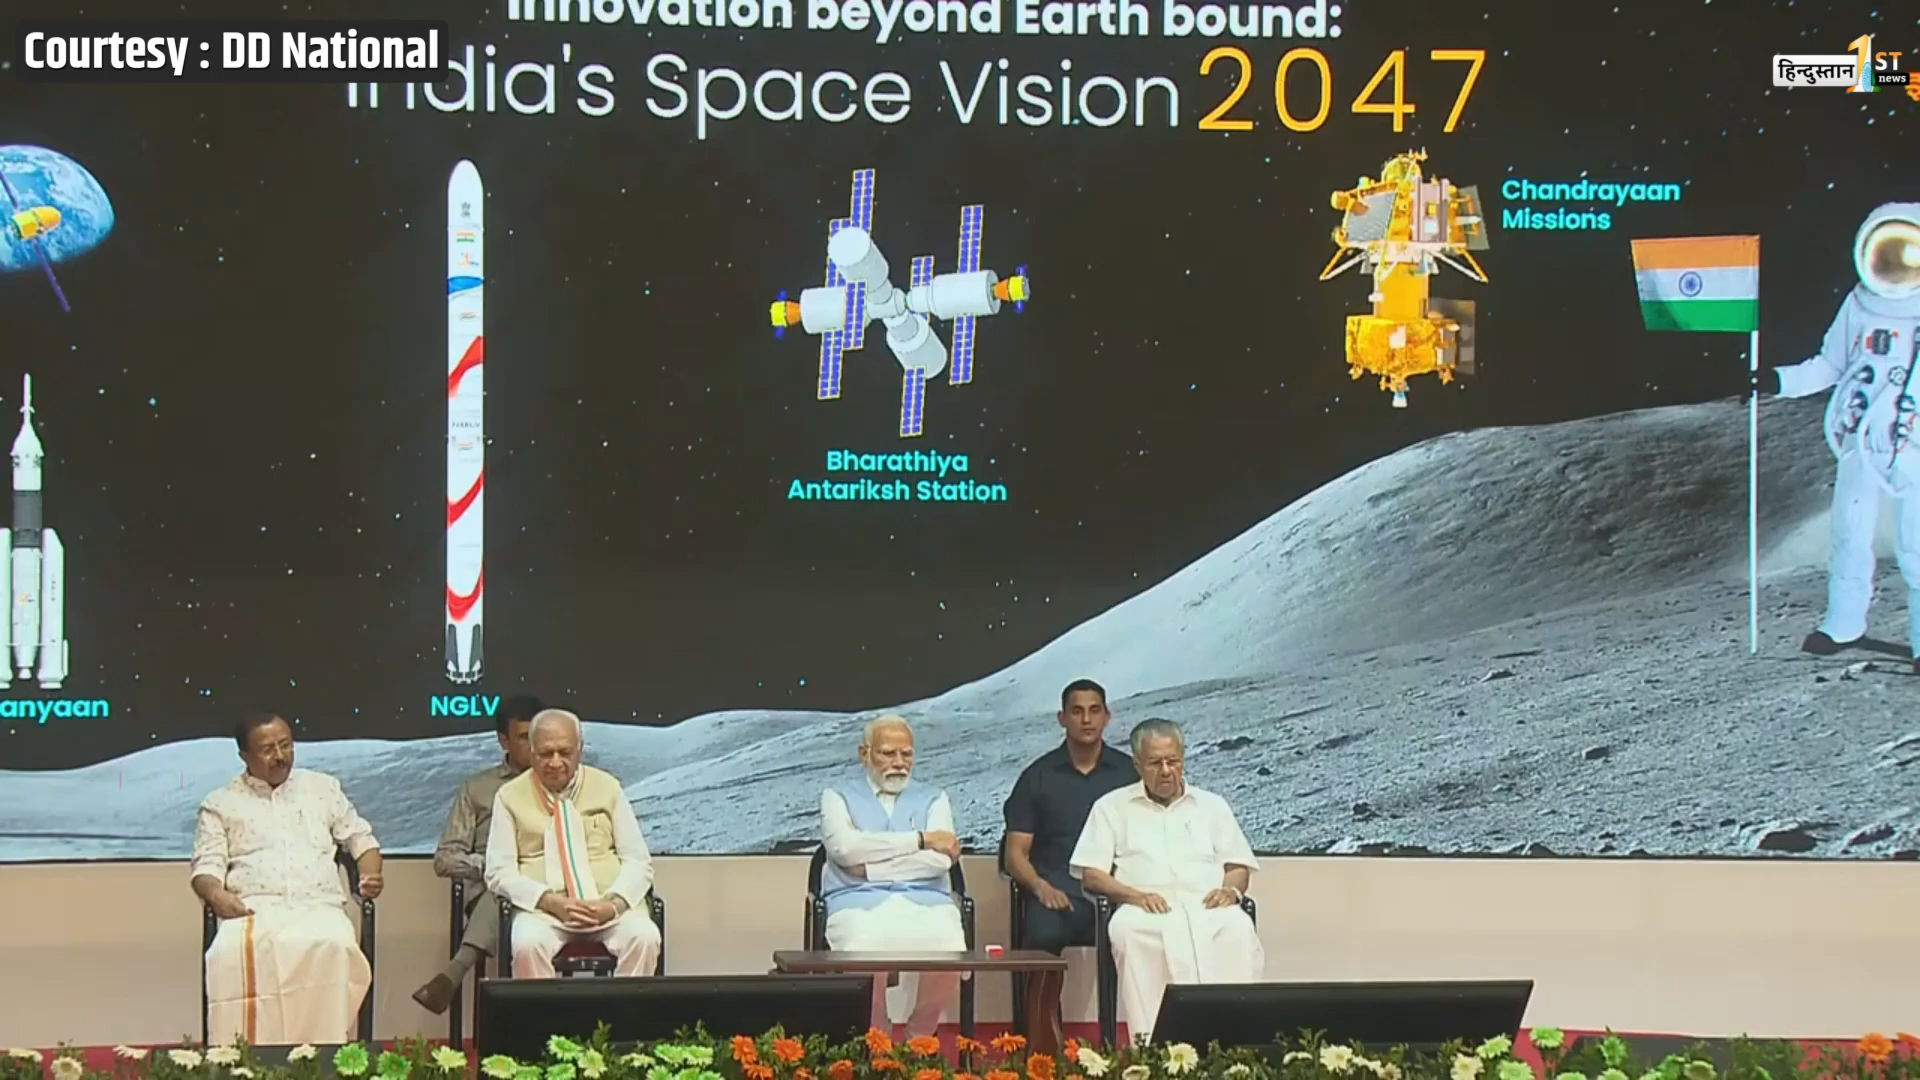 Innovation beyond Earth bound:
Courtesy : DD National
India's Space Vision 2047
हिन्दुस्तान 1ST
news
Chandrayaan
Missions
Bharathiya
Antariksh Station
anyaan
NGLV